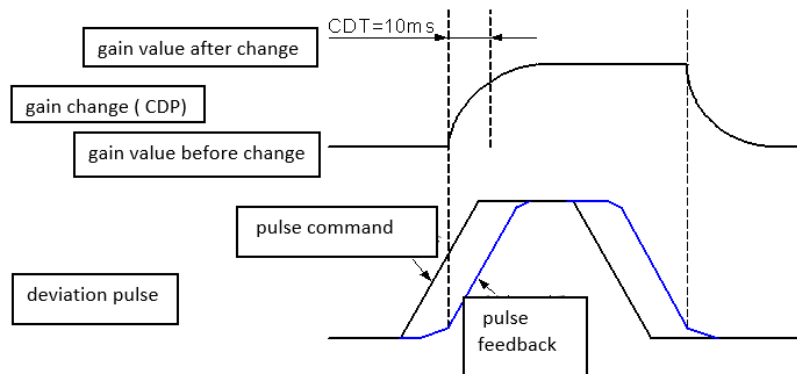 CDT=10ms
gain value after change
gain change ( CDP)
gain value before change
pulse command
deviation pulse
pulse
feedback